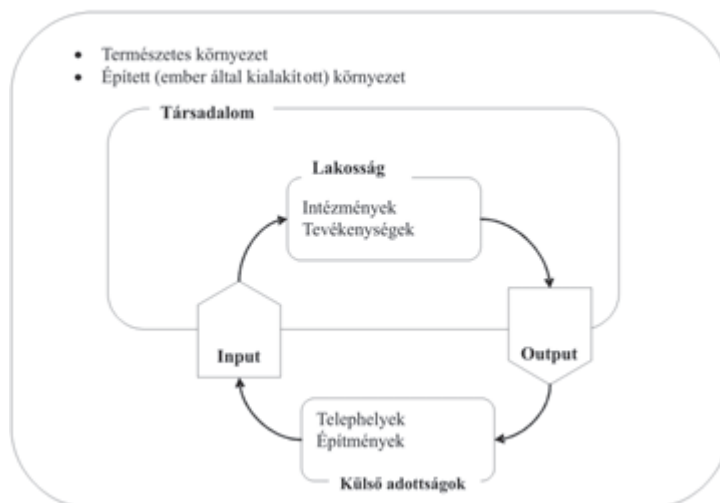 • Természetes környezet
• Épített (ember által kialakított) környezet
Társadalom
Lakosság
Intézmények
Tevékenységek
Input
Output
Telephelyek
Építmények
Külső adottságok